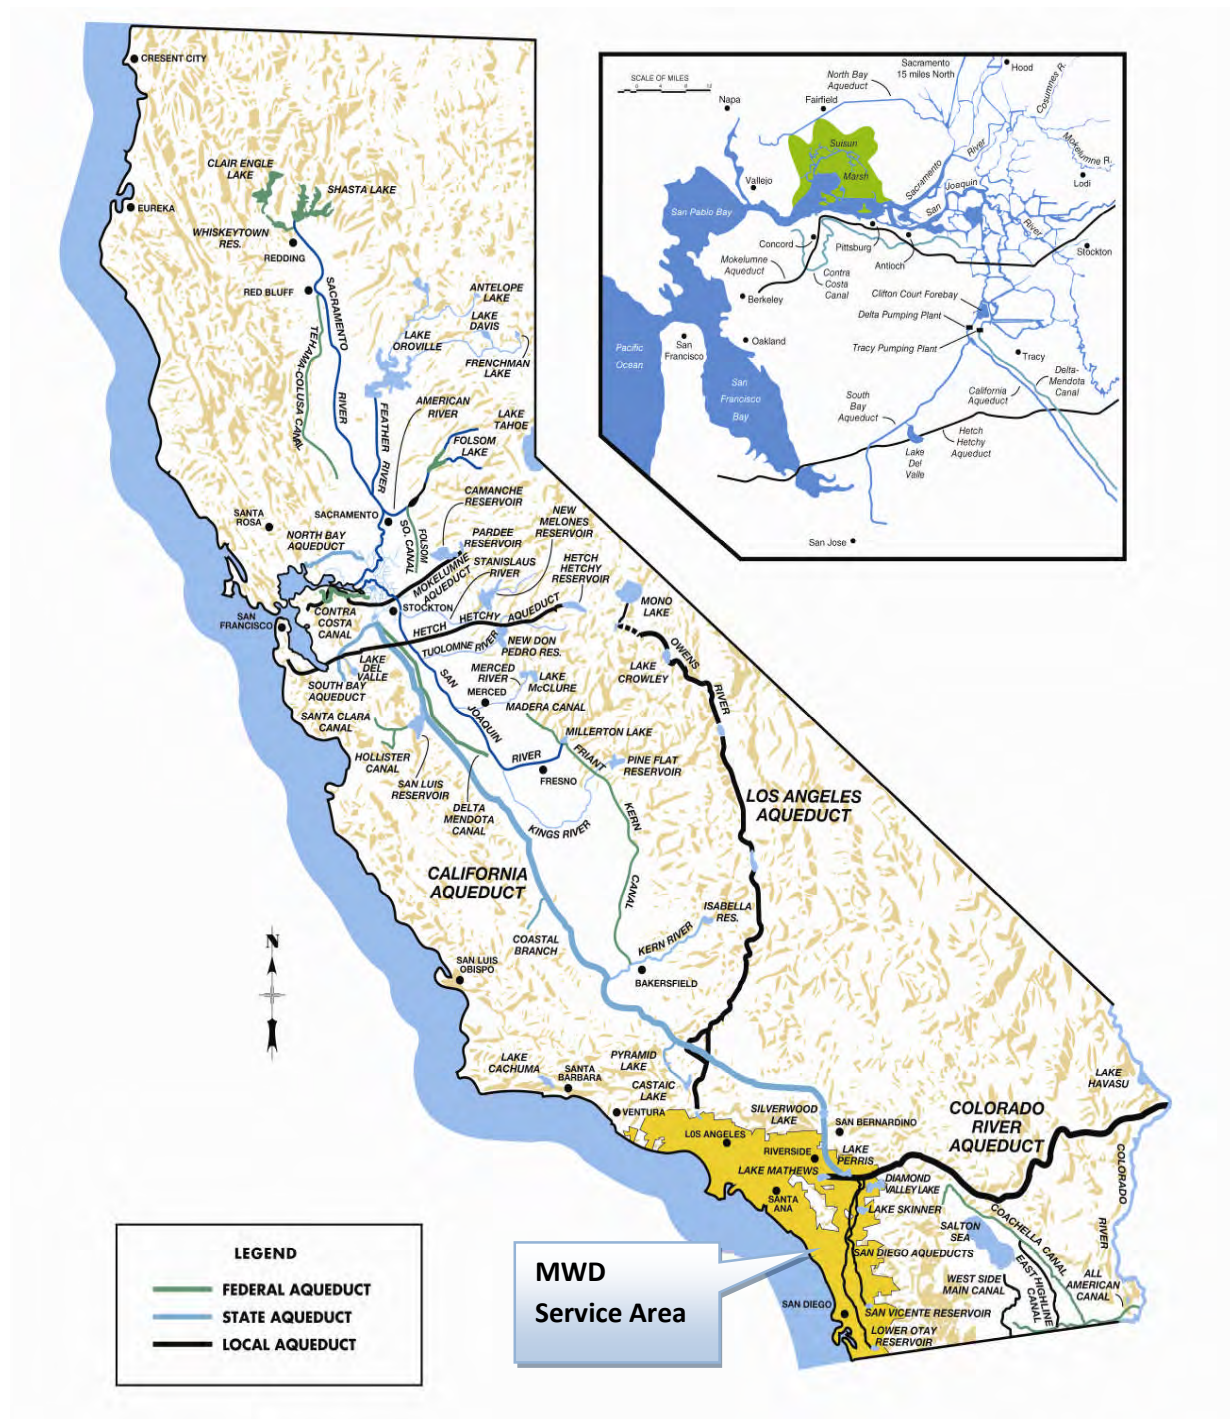 CRESENT CITY
CLAIR ENGLE
LAKE
SHASTA LAKE
EUREKA
WHISKEYTOWN
RES.
REDDING
RED BLUFF
SACRAMENTO
RIVER
TEHAMA-COLUSA CANAL
ANTELOPE
LAKE
LAKE
DAVIS
LAKE
OROVILLE
FRENCHMAN
LAKE
FEATHER RIVER
AMERICAN
RIVER
LAKE
TAHOE
FOLSOM
LAKE
SANTA
ROSA
SACRAMENTO
CAMANCHE
RESERVOIR
NEW
MELONES
RESERVOIR
NORTH BAY
AQUEDUCT
FOLSOM
SO. CANAL
PARDEE
RESERVOIR
MOKELUMNE
AQUEDUCT
STANISLAUS
RIVER
HETCH
HETCHY
RESERVOIR
MONO
LAKE
SAN
FRANCISCO
CONTRA
COSTA
CANAL
STOCKTON
HETCH HETCHY AQUEDUCT
TUOLOMNE RIVER
NEW DON
PEDRO RES.
OWENS
RIVER
LAKE
CROWLEY
LAKE
DEL
VALLE
SOUTH BAY
AQUEDUCT
SAN
JOAQUIN
RIVER
MERCED
RIVER
LAKE
McCLURE
MERCED
MADERA CANAL
SANTA CLARA
CANAL
MILLERTON LAKE
HOLLISTER
CANAL
FRIANT
KERN
CANAL
PINE FLAT
RESERVOIR
FRESNO
SAN LUIS
RESERVOIR
DELTA
MENDOTA
CANAL
KINGS RIVER
LOS ANGELES
AQUEDUCT
CALIFORNIA
AQUEDUCT
ISABELLA
RES.
COASTAL
BRANCH
KERN RIVER
N
SAN LUIS
OBISPO
BAKERSFIELD
LAKE
CACHUMA
SANTA
BARBARA
PYRAMID
LAKE
CASTAIC
LAKE
LAKE
HAVASU
VENTURA
SILVERWOOD
LAKE
SAN BERNARDINO
COLORADO
RIVER
AQUEDUCT
LOS ANGELES
RIVERSIDE
LAKE
PERRIS
LAKE MATHEWS
DIAMOND
VALLEY LAKE
COLORADO
RIVER
SANTA
ANA
LAKE SKINNER
SALTON
SEA
COACHELLA CANAL
SAN DIEGO AQUEDUCTS
WEST SIDE
MAIN CANAL
EAST HIGHLINE
CANAL
ALL
AMERICAN
CANAL
SAN DIEGO
SAN VICENTE RESERVOIR
LOWER OTAY
RESERVOIR
MWD
Service Area
LEGEND
FEDERAL AQUEDUCT
STATE AQUEDUCT
LOCAL AQUEDUCT
SCALE OF MILES
0 4 8 12
Napa
North Bay
Aqueduct
Fairfield
Sacramento
15 miles North
Hood
Cosumnes R.
Mokelumne R.
Lodi
Suisun
Marsh
Vallejo
Sacramento River
San Joaquin
River
San Pablo Bay
Concord
Pittsburg
Antioch
Stockton
Mokelumne
Aqueduct
Contra
Costa
Canal
Berkeley
Clifton Court Forebay
Delta Pumping Plant
Tracy Pumping Plant
Tracy
Pacific
Ocean
San
Francisco
Oakland
San
Francisco
Bay
South
Bay
Aqueduct
California
Aqueduct
Delta-
Mendota
Canal
Lake
Del
Valle
Hetch
Hetchy
Aqueduct
San Jose